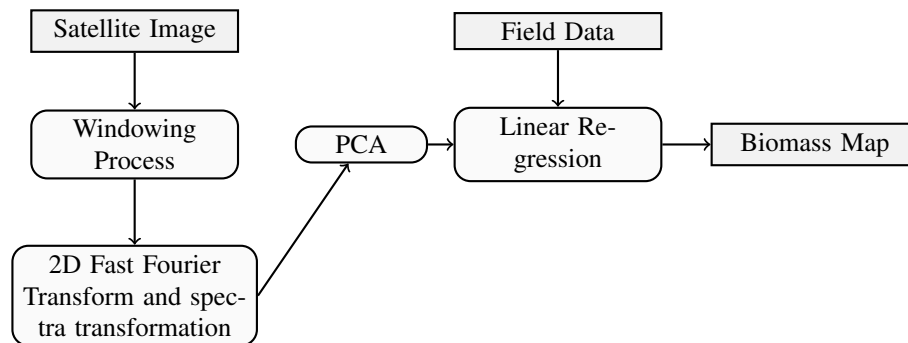 Satellite Image
Windowing
Process
2D Fast Fourier
Transform and spec-
tra transformation
PCA
Field Data
Linear Re-
gression
Biomass Map